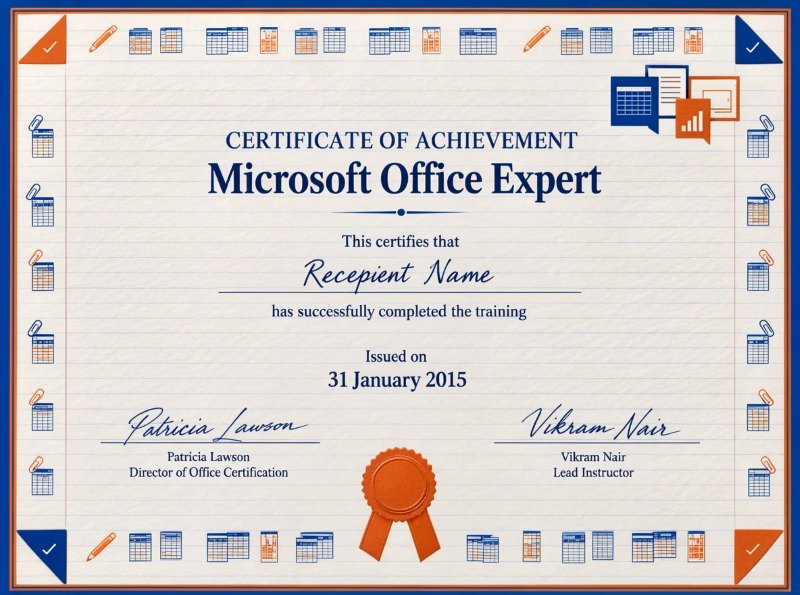 CERTIFICATE OF ACHIEVEMENT
Microsoft Office Expert
This certifies that
Recepient Name
has successfully completed the training
Issued on
31 January 2015
Patricia Lawson
Patricia Lawson
Director of Office Certification
Vikram Nair
Vikram Nair
Lead Instructor